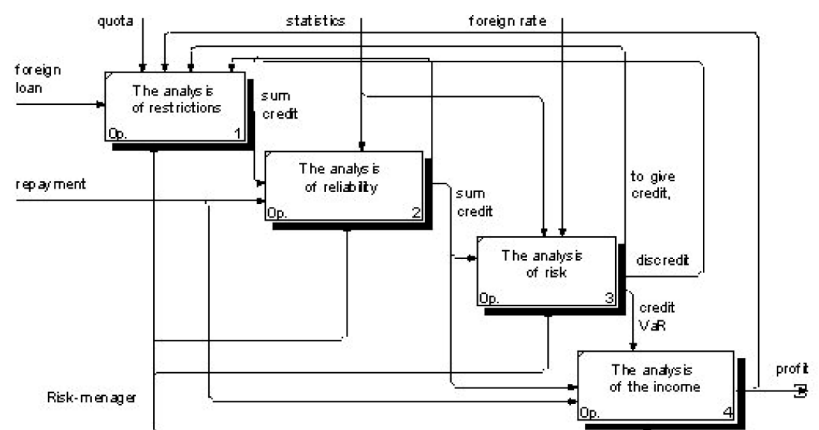 quota
statistics
foreign rate
foreign
loan
The analysis
of restrictions
Op.
1
sum
credit
The analysis
of reliability
Op.
2
repayment
sum
credit
to give
credit,
The analysis
of risk
Op.
3
discredit
credit
VaR
The analysis
of the income
Op.
4
profit
Risk-menager